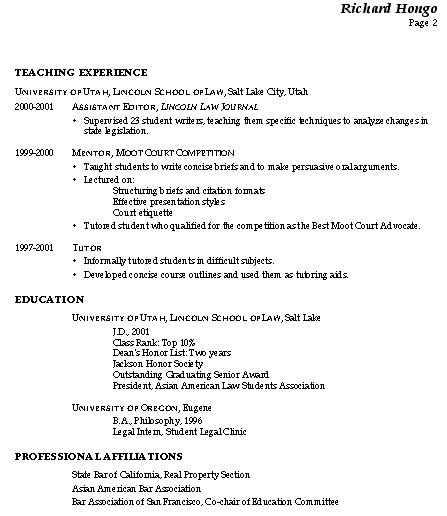 Richard Hongo
Page 2
TEACHING EXPERIENCE
UNIVERSITY OF UTAH, LINCOLN SCHOOL OF LAW, Salt Lake City, Utah
2000-2001 ASSISTANT EDITOR, LINCOLN LAW JOURNAL
• Supervised 23 student writers, teaching them specific techniques to analyze changes in
state legislation.
1999-2000 MENTOR, MOOT COURT COMPETITION
• Taught students to write concise briefs and to make persuasive oral arguments.
• Lectured on:
Structuring briefs and citation formats
Effective presentation styles
Court etiquette
• Tutored student who qualified for the competition as the Best Moot Court Advocate.
1997-2001 TUTOR
• Informally tutored students in difficult subjects.
• Developed concise course outlines and used them as tutoring aids.
EDUCATION
UNIVERSITY OF UTAH, LINCOLN SCHOOL OF LAW, Salt Lake
J.D., 2001
Class Rank: Top 10%
Dean's Honor List: Two years
Jackson Honor Society
Outstanding Graduating Senior Award
President, Asian American Law Students Association
UNIVERSITY OF OREGON, Eugene
B.A., Philosophy, 1996
Legal Intern, Student Legal Clinic
PROFESSIONAL AFFILIATIONS
State Bar of California, Real Property Section
Asian American Bar Association
Bar Association of San Francisco, Co-chair of Education Committee